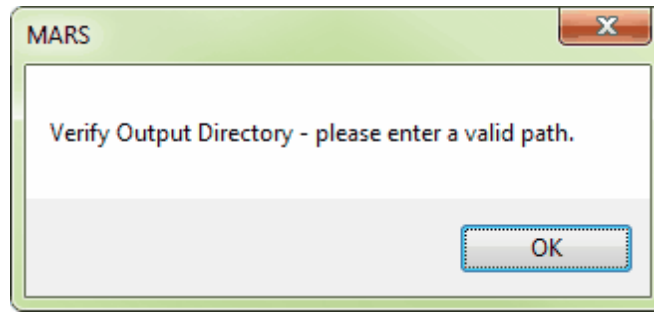 MARS
Verify Output Directory - please enter a valid path.
OK